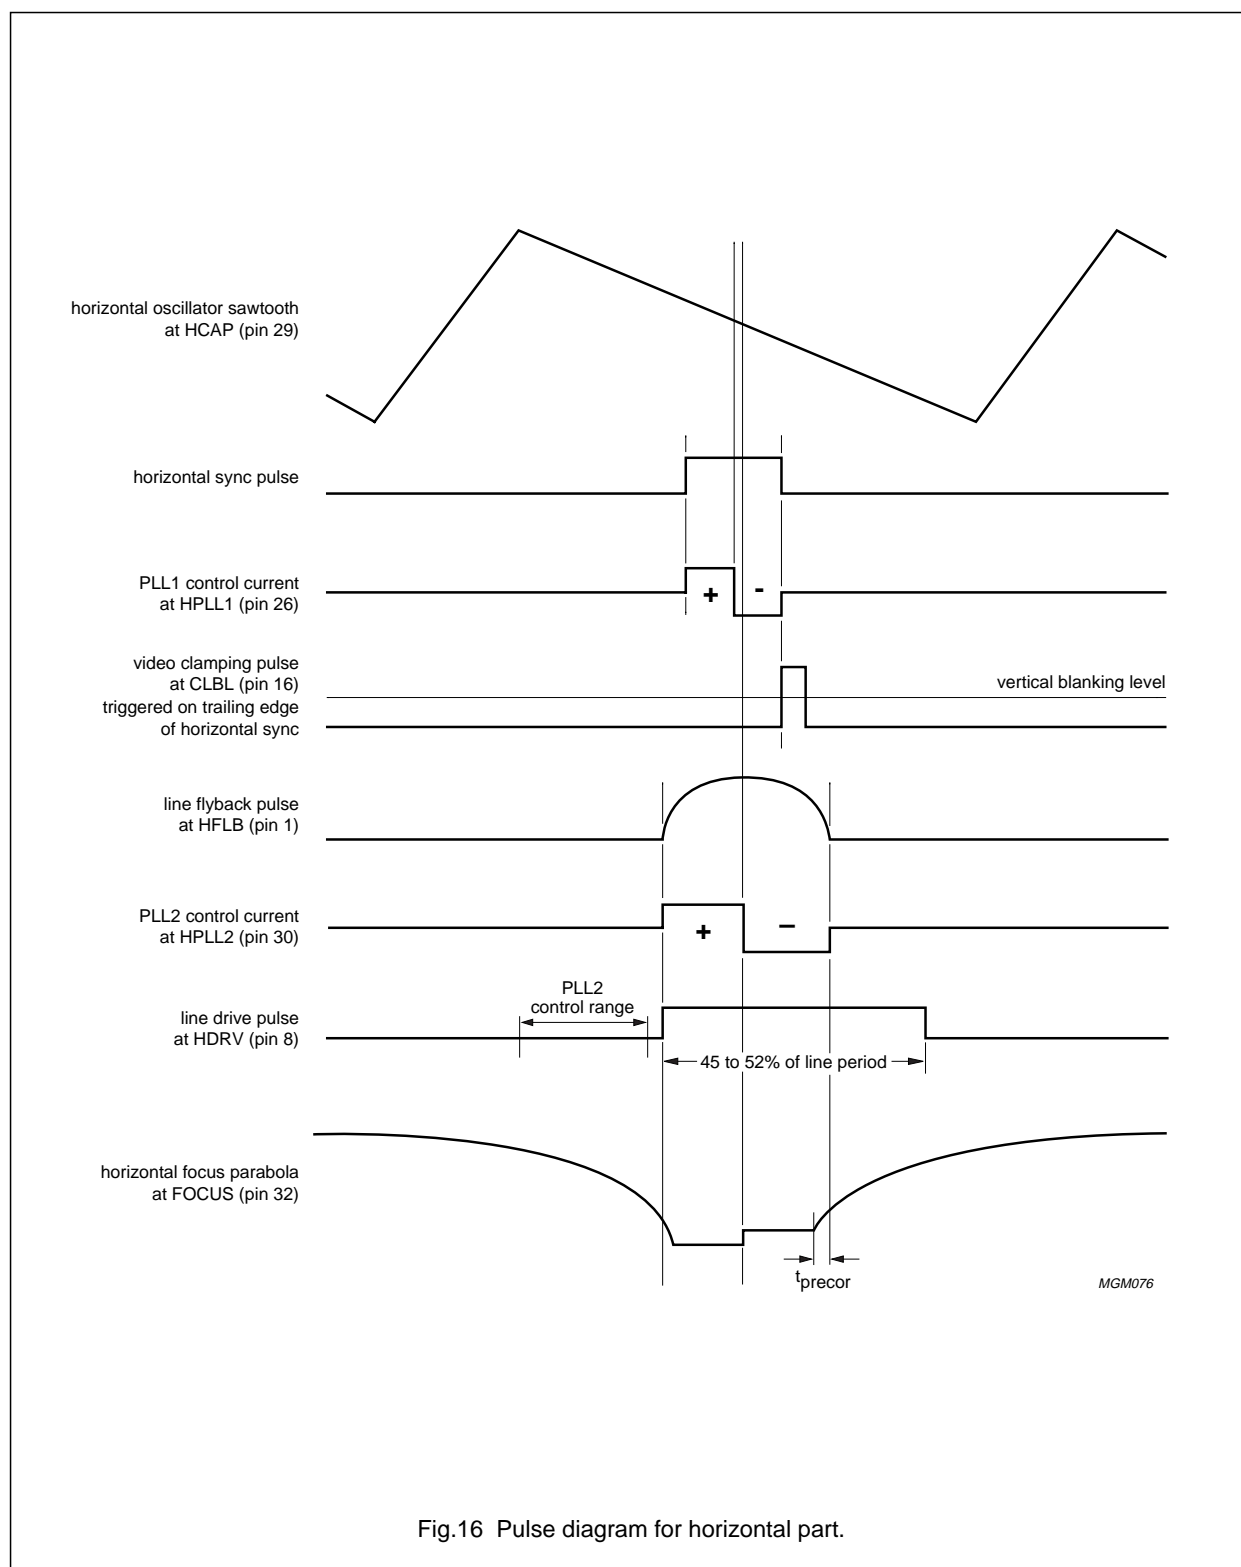 horizontal oscillator sawtooth
at HCAP (pin 29)
horizontal sync pulse
PLL1 control current
at HPLL1 (pin 26)
+
-
video clamping pulse
at CLBL (pin 16)
triggered on trailing edge
of horizontal sync
vertical blanking level
line flyback pulse
at HFLB (pin 1)
PLL2 control current
at HPLL2 (pin 30)
+
−
PLL2
control range
line drive pulse
at HDRV (pin 8)
45 to 52% of line period
horizontal focus parabola
at FOCUS (pin 32)
tprecor
MGM076
Fig.16 Pulse diagram for horizontal part.